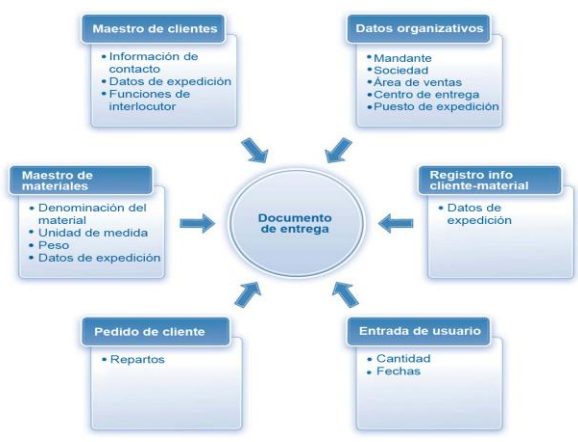 Maestro de clientes
• Información de
contacto
• Datos de expedición
• Funciones de
interlocutor
Datos organizativos
• Mandante
• Sociedad
• Área de ventas
• Centro de entrega
• Puesto de expedición
Maestro de
materiales
• Denominación del
material
• Unidad de medida
• Peso
• Datos de expedición
Documento
de entrega
Registro info
cliente-material
• Datos de
expedición
Pedido de cliente
• Repartos
Entrada de usuario
• Cantidad
• Fechas